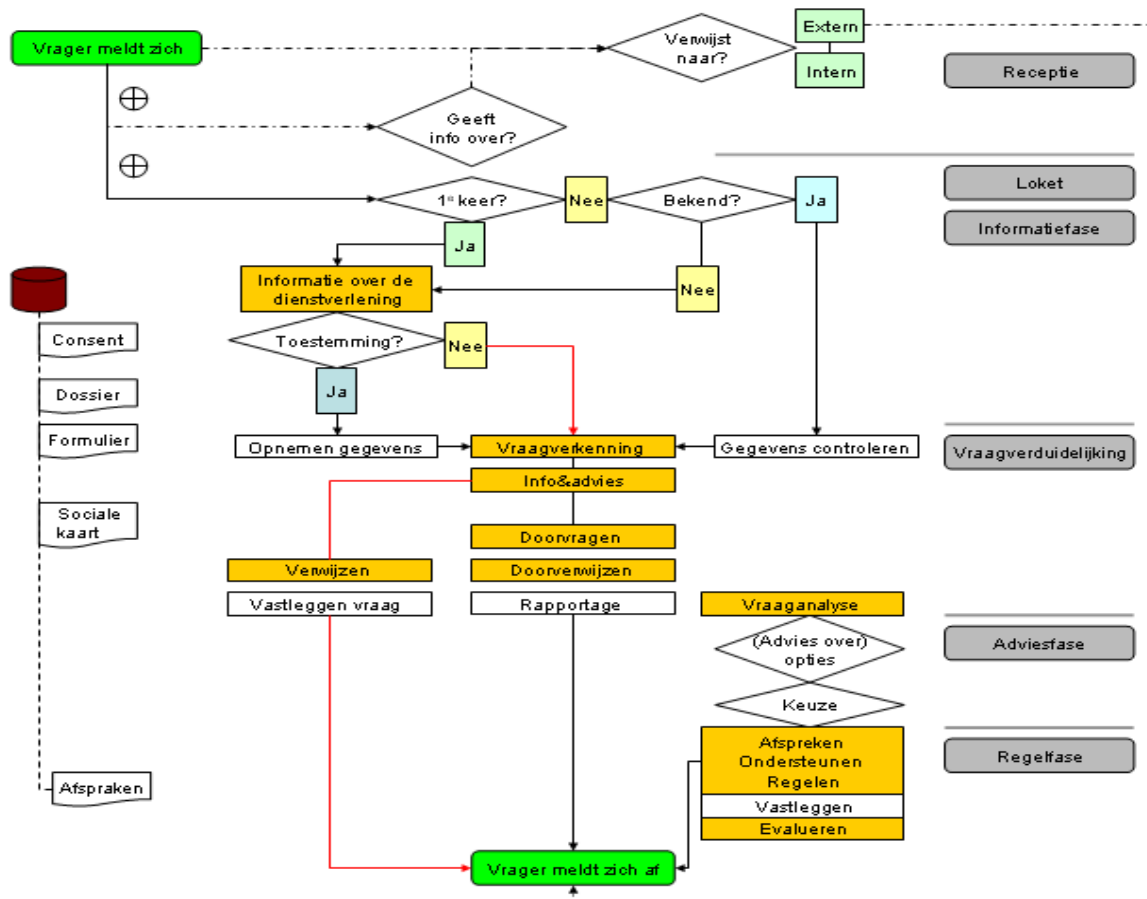 Vrager meldt zich
Verwijst
naar?
Extern
Intern
Receptie
Geeft
info over?
Loket
1e keer?
Nee
Bekend?
Ja
Informatiefase
Ja
Informatie over de
dienstverlening
Nee
Consent
Toestemming?
Nee
Dossier
Ja
Formulier
Opnemen gegevens
Vraagverkenning
Gegevens controleren
Vraagverduidelijking
Info&advies
Sociale
kaart
Doorvragen
Verwijzen
Doorverwijzen
Vastleggen vraag
Rapportage
Vraaganalyse
(Advies over)
opties
Adviesfase
Keuze
Afspreken
Ondersteunen
Regelen
Regelfase
Afspraken
Vastleggen
Evalueren
Vrager meldt zich af